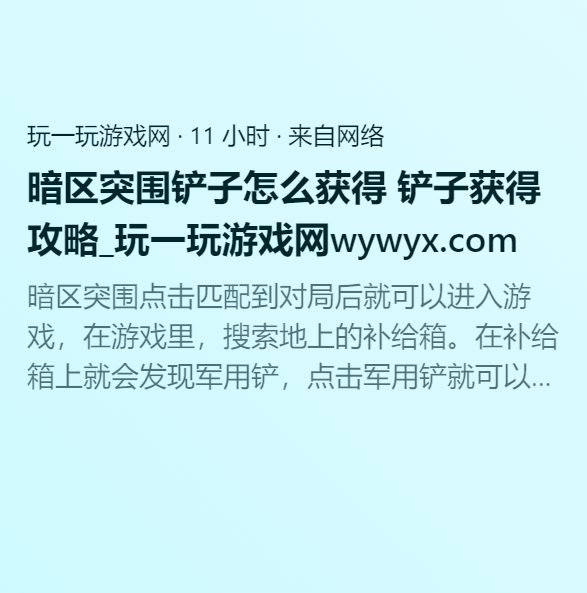 玩一玩游戏网 · 11 小时 · 来自网络
暗区突围铲子怎么获得 铲子获得
攻略_玩一玩游戏网wywyx.com
暗区突围点击匹配到对局后就可以进入游
戏，在游戏里，搜索地上的补给箱。在补给
箱上就会发现军用铲，点击军用铲就可以...